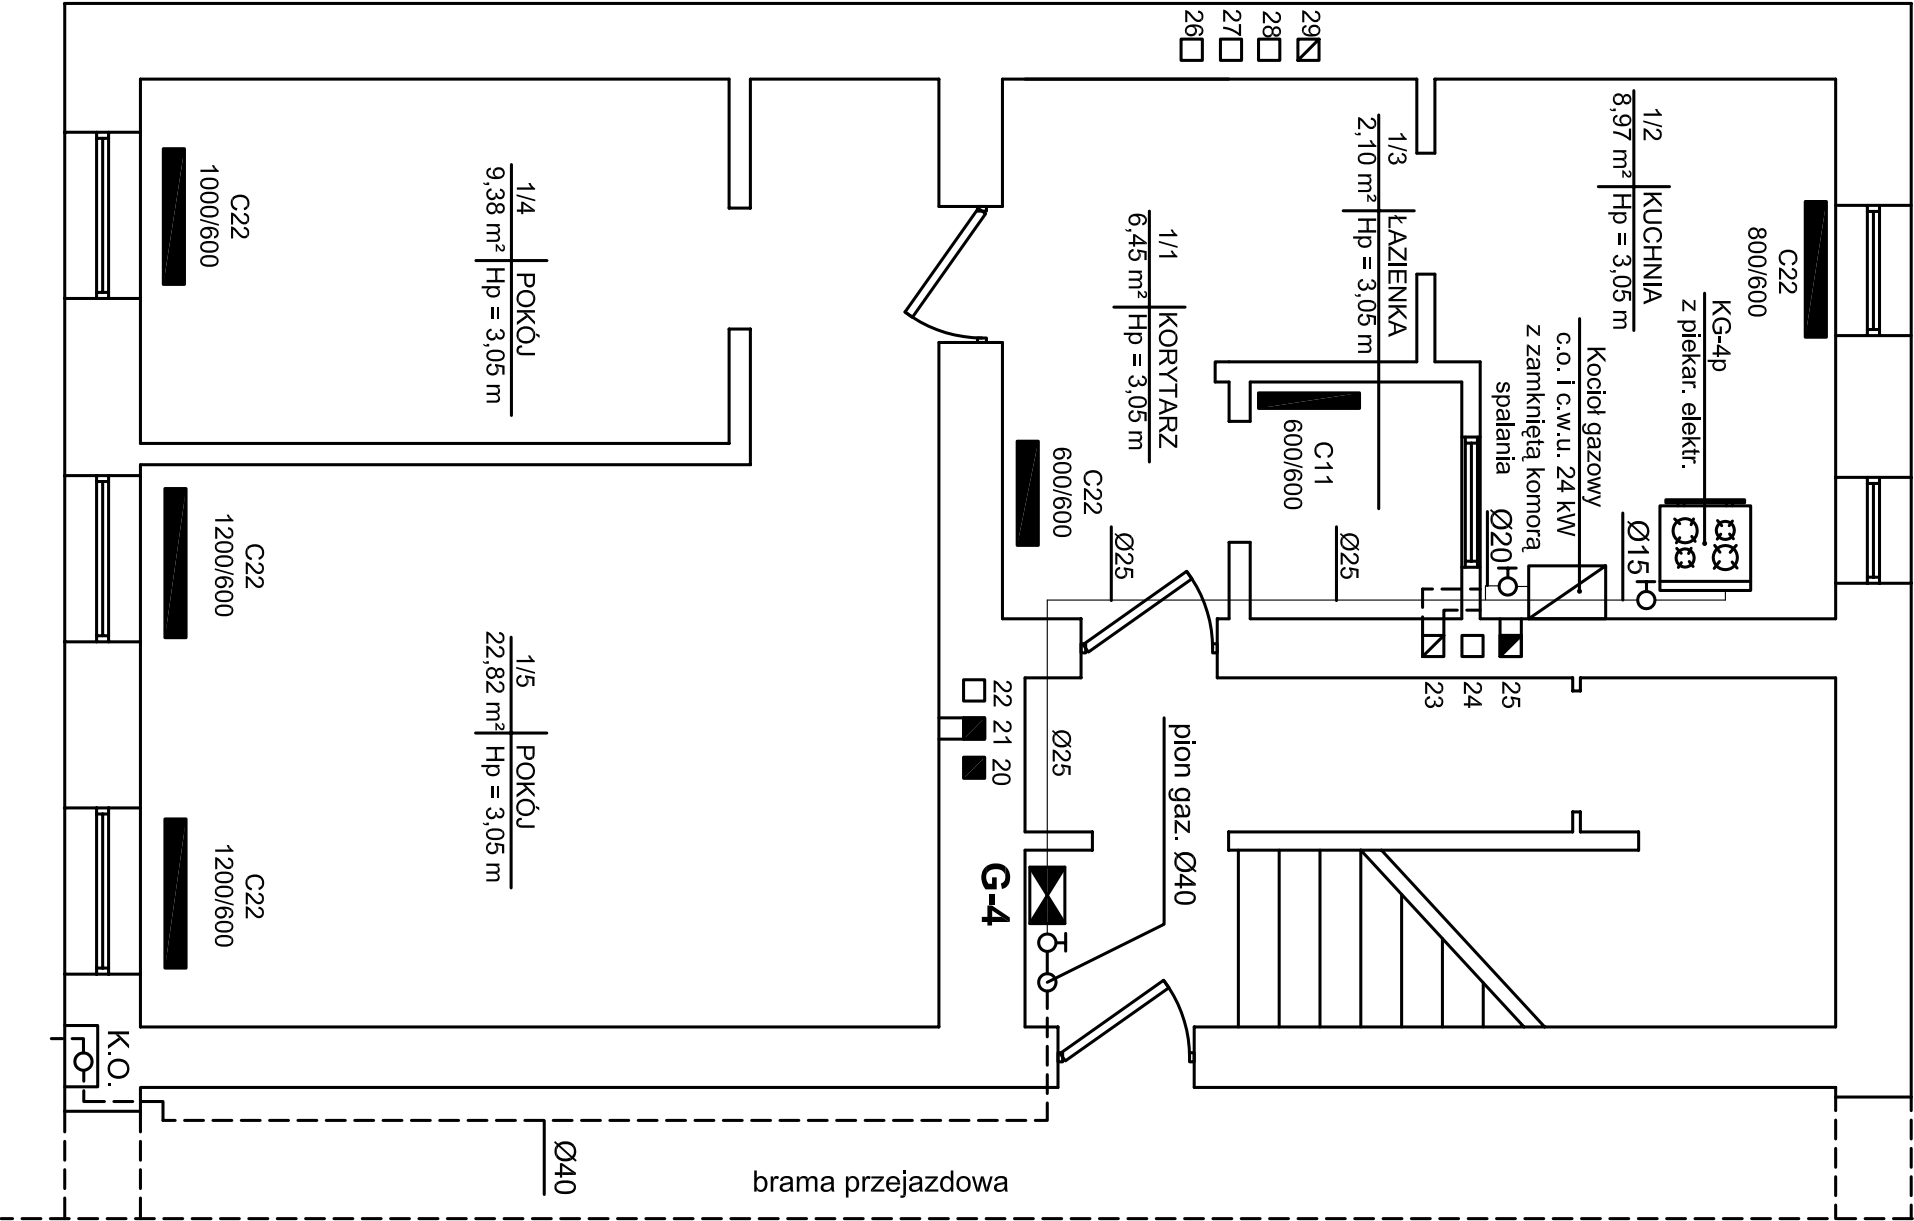 26
27
28
29
1/2
KUCHNIA
8,97 m²
Hp = 3,05 m
1/3
ŁAZIENKA
2,10 m²
Hp = 3,05 m
1/1
KORYTARZ
6,45 m²
Hp = 3,05 m
1/4
POKÓJ
9,38 m²
Hp = 3,05 m
1/5
POKÓJ
22,82 m²
Hp = 3,05 m
C22
1000/600
C22
1200/600
C22
1200/600
C22
800/600
C22
600/600
C11
600/600
KG-4p
z piekar. elektr.
Kocioł gazowy
c.o. i c.w.u. 24 kW
z zamkniętą komorą
spalania
Ø15
Ø20
Ø25
Ø25
Ø25
23
24
25
22
21
20
pion gaz. Ø40
G-4
K.O.
Ø40
brama przejazdowa